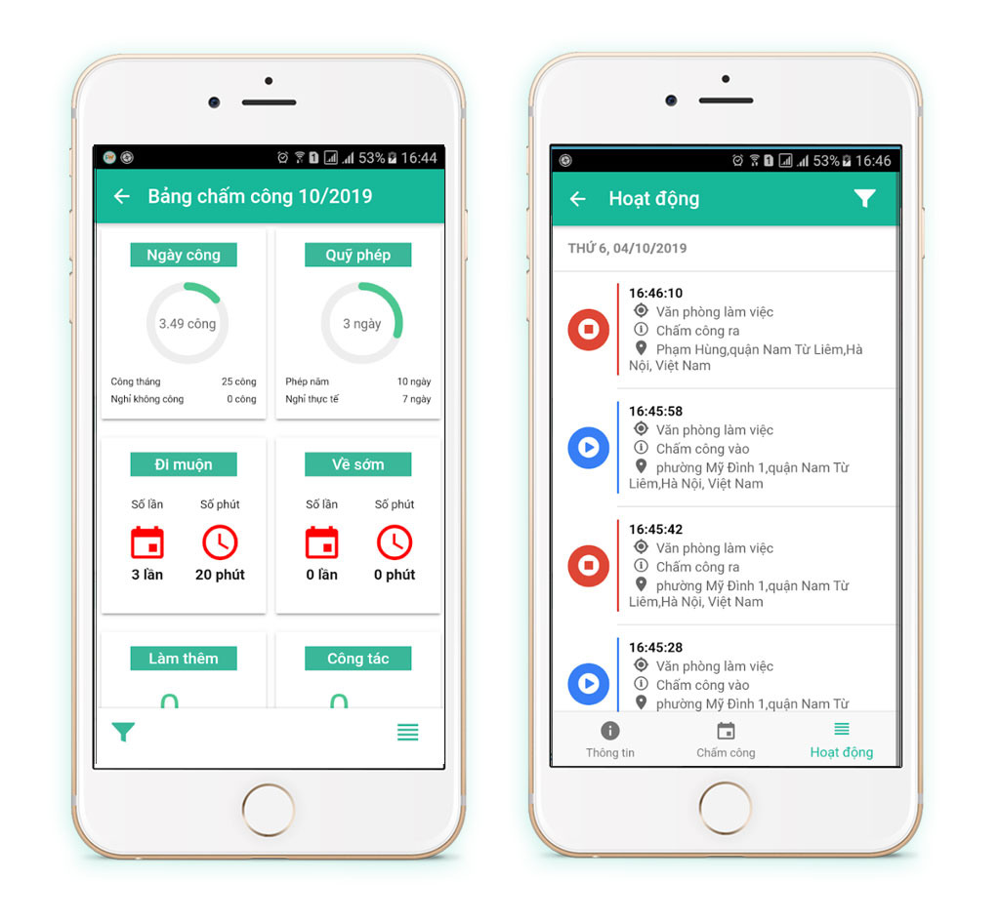 53% 16:44
Bảng chấm công 10/2019
Ngày công
Quỹ phép
3.49 công
3 ngày
Công tháng 25 công
Nghỉ không công 0 công
Phép năm 10 ngày
Nghỉ thực tế 7 ngày
Đi muộn
Về sớm
Số lần Số phút
3 lần 20 phút
Số lần Số phút
0 lần 0 phút
Làm thêm
Công tác
53% 16:46
Hoạt động
THỨ 6, 04/10/2019
16:46:10
Văn phòng làm việc
Chấm công ra
Phạm Hùng,quận Nam Từ Liêm,Hà
Nội, Việt Nam
16:45:58
Văn phòng làm việc
Chấm công vào
phường Mỹ Đình 1,quận Nam Từ
Liêm,Hà Nội, Việt Nam
16:45:42
Văn phòng làm việc
Chấm công ra
phường Mỹ Đình 1,quận Nam Từ
Liêm,Hà Nội, Việt Nam
16:45:28
Văn phòng làm việc
Chấm công vào
phường Mỹ Đình 1,quận Nam Từ
Thông tin
Chấm công
Hoạt động